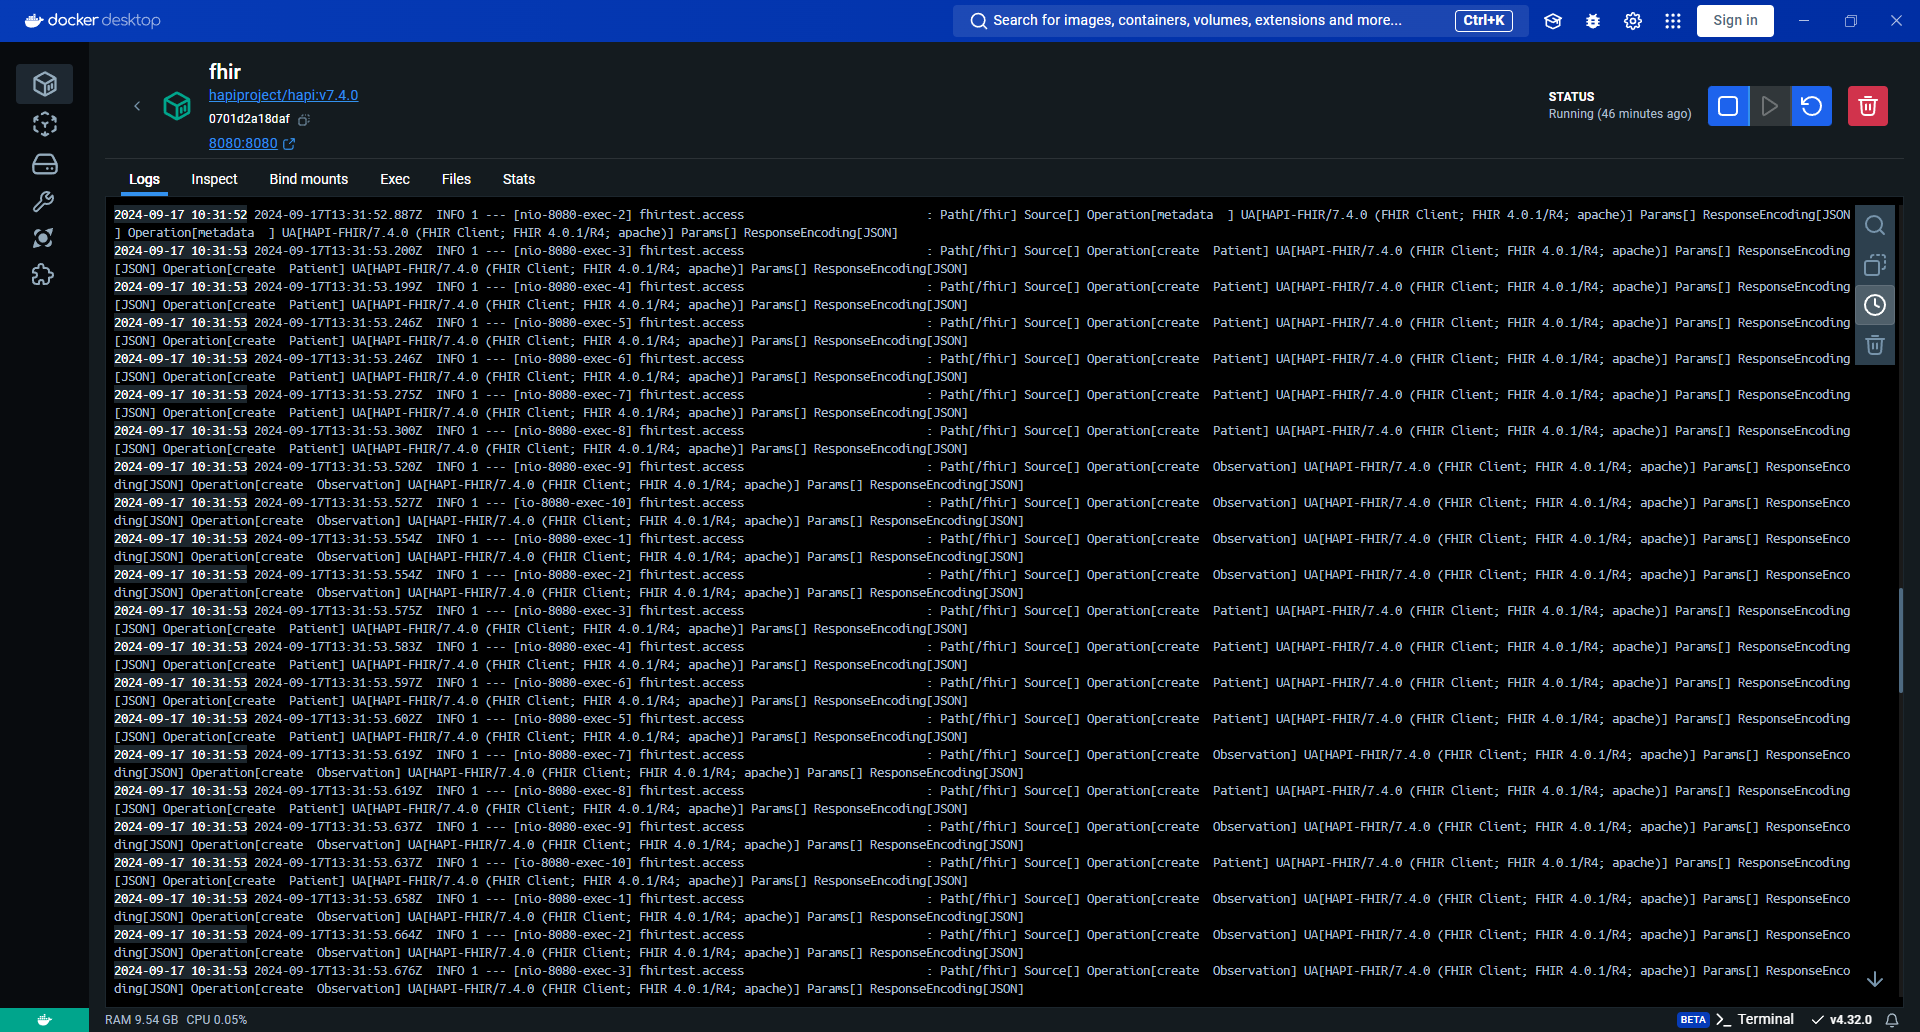 docker desktop
Search for images, containers, volumes, extensions and more...
Ctrl+K
Sign in
fhir
hapiproject/hapi:v7.4.0
0701d2a18daf
8080:8080
STATUS
Running (46 minutes ago)
Logs Inspect Bind mounts Exec Files Stats
2024-09-17 10:31:52 2024-09-17T13:31:52.887Z INFO 1 --- [nio-8080-exec-2] fhirtest.access : Path[/fhir] Source[] Operation[metadata ] UA[HAPI-FHIR/7.4.0 (FHIR Client; FHIR 4.0.1/R4; apache)] Params[] ResponseEncoding[JSON
] Operation[metadata ] UA[HAPI-FHIR/7.4.0 (FHIR Client; FHIR 4.0.1/R4; apache)] Params[] ResponseEncoding[JSON]
2024-09-17 10:31:53 2024-09-17T13:31:53.200Z INFO 1 --- [nio-8080-exec-3] fhirtest.access : Path[/fhir] Source[] Operation[create Patient] UA[HAPI-FHIR/7.4.0 (FHIR Client; FHIR 4.0.1/R4; apache)] Params[] ResponseEncoding
[JSON] Operation[create Patient] UA[HAPI-FHIR/7.4.0 (FHIR Client; FHIR 4.0.1/R4; apache)] Params[] ResponseEncoding[JSON]
2024-09-17 10:31:53 2024-09-17T13:31:53.199Z INFO 1 --- [nio-8080-exec-4] fhirtest.access : Path[/fhir] Source[] Operation[create Patient] UA[HAPI-FHIR/7.4.0 (FHIR Client; FHIR 4.0.1/R4; apache)] Params[] ResponseEncoding
[JSON] Operation[create Patient] UA[HAPI-FHIR/7.4.0 (FHIR Client; FHIR 4.0.1/R4; apache)] Params[] ResponseEncoding[JSON]
2024-09-17 10:31:53 2024-09-17T13:31:53.246Z INFO 1 --- [nio-8080-exec-5] fhirtest.access : Path[/fhir] Source[] Operation[create Patient] UA[HAPI-FHIR/7.4.0 (FHIR Client; FHIR 4.0.1/R4; apache)] Params[] ResponseEncoding
[JSON] Operation[create Patient] UA[HAPI-FHIR/7.4.0 (FHIR Client; FHIR 4.0.1/R4; apache)] Params[] ResponseEncoding[JSON]
2024-09-17 10:31:53 2024-09-17T13:31:53.246Z INFO 1 --- [nio-8080-exec-6] fhirtest.access : Path[/fhir] Source[] Operation[create Patient] UA[HAPI-FHIR/7.4.0 (FHIR Client; FHIR 4.0.1/R4; apache)] Params[] ResponseEncoding
[JSON] Operation[create Patient] UA[HAPI-FHIR/7.4.0 (FHIR Client; FHIR 4.0.1/R4; apache)] Params[] ResponseEncoding[JSON]
2024-09-17 10:31:53 2024-09-17T13:31:53.275Z INFO 1 --- [nio-8080-exec-7] fhirtest.access : Path[/fhir] Source[] Operation[create Patient] UA[HAPI-FHIR/7.4.0 (FHIR Client; FHIR 4.0.1/R4; apache)] Params[] ResponseEncoding
[JSON] Operation[create Patient] UA[HAPI-FHIR/7.4.0 (FHIR Client; FHIR 4.0.1/R4; apache)] Params[] ResponseEncoding[JSON]
2024-09-17 10:31:53 2024-09-17T13:31:53.300Z INFO 1 --- [nio-8080-exec-8] fhirtest.access : Path[/fhir] Source[] Operation[create Patient] UA[HAPI-FHIR/7.4.0 (FHIR Client; FHIR 4.0.1/R4; apache)] Params[] ResponseEncoding
[JSON] Operation[create Patient] UA[HAPI-FHIR/7.4.0 (FHIR Client; FHIR 4.0.1/R4; apache)] Params[] ResponseEncoding[JSON]
2024-09-17 10:31:53 2024-09-17T13:31:53.520Z INFO 1 --- [nio-8080-exec-9] fhirtest.access : Path[/fhir] Source[] Operation[create Observation] UA[HAPI-FHIR/7.4.0 (FHIR Client; FHIR 4.0.1/R4; apache)] Params[] ResponseEnco
ding[JSON] Operation[create Observation] UA[HAPI-FHIR/7.4.0 (FHIR Client; FHIR 4.0.1/R4; apache)] Params[] ResponseEncoding[JSON]
2024-09-17 10:31:53 2024-09-17T13:31:53.527Z INFO 1 --- [io-8080-exec-10] fhirtest.access : Path[/fhir] Source[] Operation[create Observation] UA[HAPI-FHIR/7.4.0 (FHIR Client; FHIR 4.0.1/R4; apache)] Params[] ResponseEnco
ding[JSON] Operation[create Observation] UA[HAPI-FHIR/7.4.0 (FHIR Client; FHIR 4.0.1/R4; apache)] Params[] ResponseEncoding[JSON]
2024-09-17 10:31:53 2024-09-17T13:31:53.554Z INFO 1 --- [nio-8080-exec-1] fhirtest.access : Path[/fhir] Source[] Operation[create Observation] UA[HAPI-FHIR/7.4.0 (FHIR Client; FHIR 4.0.1/R4; apache)] Params[] ResponseEnco
ding[JSON] Operation[create Observation] UA[HAPI-FHIR/7.4.0 (FHIR Client; FHIR 4.0.1/R4; apache)] Params[] ResponseEncoding[JSON]
2024-09-17 10:31:53 2024-09-17T13:31:53.554Z INFO 1 --- [nio-8080-exec-2] fhirtest.access : Path[/fhir] Source[] Operation[create Observation] UA[HAPI-FHIR/7.4.0 (FHIR Client; FHIR 4.0.1/R4; apache)] Params[] ResponseEnco
ding[JSON] Operation[create Observation] UA[HAPI-FHIR/7.4.0 (FHIR Client; FHIR 4.0.1/R4; apache)] Params[] ResponseEncoding[JSON]
2024-09-17 10:31:53 2024-09-17T13:31:53.575Z INFO 1 --- [nio-8080-exec-3] fhirtest.access : Path[/fhir] Source[] Operation[create Patient] UA[HAPI-FHIR/7.4.0 (FHIR Client; FHIR 4.0.1/R4; apache)] Params[] ResponseEncoding
[JSON] Operation[create Patient] UA[HAPI-FHIR/7.4.0 (FHIR Client; FHIR 4.0.1/R4; apache)] Params[] ResponseEncoding[JSON]
2024-09-17 10:31:53 2024-09-17T13:31:53.583Z INFO 1 --- [nio-8080-exec-4] fhirtest.access : Path[/fhir] Source[] Operation[create Patient] UA[HAPI-FHIR/7.4.0 (FHIR Client; FHIR 4.0.1/R4; apache)] Params[] ResponseEncoding
[JSON] Operation[create Patient] UA[HAPI-FHIR/7.4.0 (FHIR Client; FHIR 4.0.1/R4; apache)] Params[] ResponseEncoding[JSON]
2024-09-17 10:31:53 2024-09-17T13:31:53.597Z INFO 1 --- [nio-8080-exec-6] fhirtest.access : Path[/fhir] Source[] Operation[create Patient] UA[HAPI-FHIR/7.4.0 (FHIR Client; FHIR 4.0.1/R4; apache)] Params[] ResponseEncoding
[JSON] Operation[create Patient] UA[HAPI-FHIR/7.4.0 (FHIR Client; FHIR 4.0.1/R4; apache)] Params[] ResponseEncoding[JSON]
2024-09-17 10:31:53 2024-09-17T13:31:53.602Z INFO 1 --- [nio-8080-exec-5] fhirtest.access : Path[/fhir] Source[] Operation[create Patient] UA[HAPI-FHIR/7.4.0 (FHIR Client; FHIR 4.0.1/R4; apache)] Params[] ResponseEncoding
[JSON] Operation[create Patient] UA[HAPI-FHIR/7.4.0 (FHIR Client; FHIR 4.0.1/R4; apache)] Params[] ResponseEncoding[JSON]
2024-09-17 10:31:53 2024-09-17T13:31:53.619Z INFO 1 --- [nio-8080-exec-7] fhirtest.access : Path[/fhir] Source[] Operation[create Observation] UA[HAPI-FHIR/7.4.0 (FHIR Client; FHIR 4.0.1/R4; apache)] Params[] ResponseEnco
ding[JSON] Operation[create Observation] UA[HAPI-FHIR/7.4.0 (FHIR Client; FHIR 4.0.1/R4; apache)] Params[] ResponseEncoding[JSON]
2024-09-17 10:31:53 2024-09-17T13:31:53.619Z INFO 1 --- [nio-8080-exec-8] fhirtest.access : Path[/fhir] Source[] Operation[create Patient] UA[HAPI-FHIR/7.4.0 (FHIR Client; FHIR 4.0.1/R4; apache)] Params[] ResponseEncoding
[JSON] Operation[create Patient] UA[HAPI-FHIR/7.4.0 (FHIR Client; FHIR 4.0.1/R4; apache)] Params[] ResponseEncoding[JSON]
2024-09-17 10:31:53 2024-09-17T13:31:53.637Z INFO 1 --- [nio-8080-exec-9] fhirtest.access : Path[/fhir] Source[] Operation[create Observation] UA[HAPI-FHIR/7.4.0 (FHIR Client; FHIR 4.0.1/R4; apache)] Params[] ResponseEnco
ding[JSON] Operation[create Observation] UA[HAPI-FHIR/7.4.0 (FHIR Client; FHIR 4.0.1/R4; apache)] Params[] ResponseEncoding[JSON]
2024-09-17 10:31:53 2024-09-17T13:31:53.637Z INFO 1 --- [io-8080-exec-10] fhirtest.access : Path[/fhir] Source[] Operation[create Patient] UA[HAPI-FHIR/7.4.0 (FHIR Client; FHIR 4.0.1/R4; apache)] Params[] ResponseEncoding
[JSON] Operation[create Patient] UA[HAPI-FHIR/7.4.0 (FHIR Client; FHIR 4.0.1/R4; apache)] Params[] ResponseEncoding[JSON]
2024-09-17 10:31:53 2024-09-17T13:31:53.658Z INFO 1 --- [nio-8080-exec-1] fhirtest.access : Path[/fhir] Source[] Operation[create Observation] UA[HAPI-FHIR/7.4.0 (FHIR Client; FHIR 4.0.1/R4; apache)] Params[] ResponseEnco
ding[JSON] Operation[create Observation] UA[HAPI-FHIR/7.4.0 (FHIR Client; FHIR 4.0.1/R4; apache)] Params[] ResponseEncoding[JSON]
2024-09-17 10:31:53 2024-09-17T13:31:53.664Z INFO 1 --- [nio-8080-exec-2] fhirtest.access : Path[/fhir] Source[] Operation[create Observation] UA[HAPI-FHIR/7.4.0 (FHIR Client; FHIR 4.0.1/R4; apache)] Params[] ResponseEnco
ding[JSON] Operation[create Observation] UA[HAPI-FHIR/7.4.0 (FHIR Client; FHIR 4.0.1/R4; apache)] Params[] ResponseEncoding[JSON]
2024-09-17 10:31:53 2024-09-17T13:31:53.676Z INFO 1 --- [nio-8080-exec-3] fhirtest.access : Path[/fhir] Source[] Operation[create Observation] UA[HAPI-FHIR/7.4.0 (FHIR Client; FHIR 4.0.1/R4; apache)] Params[] ResponseEnco
ding[JSON] Operation[create Observation] UA[HAPI-FHIR/7.4.0 (FHIR Client; FHIR 4.0.1/R4; apache)] Params[] ResponseEncoding[JSON]
RAM 9.54 GB CPU 0.05%
BETA >_ Terminal v4.32.0